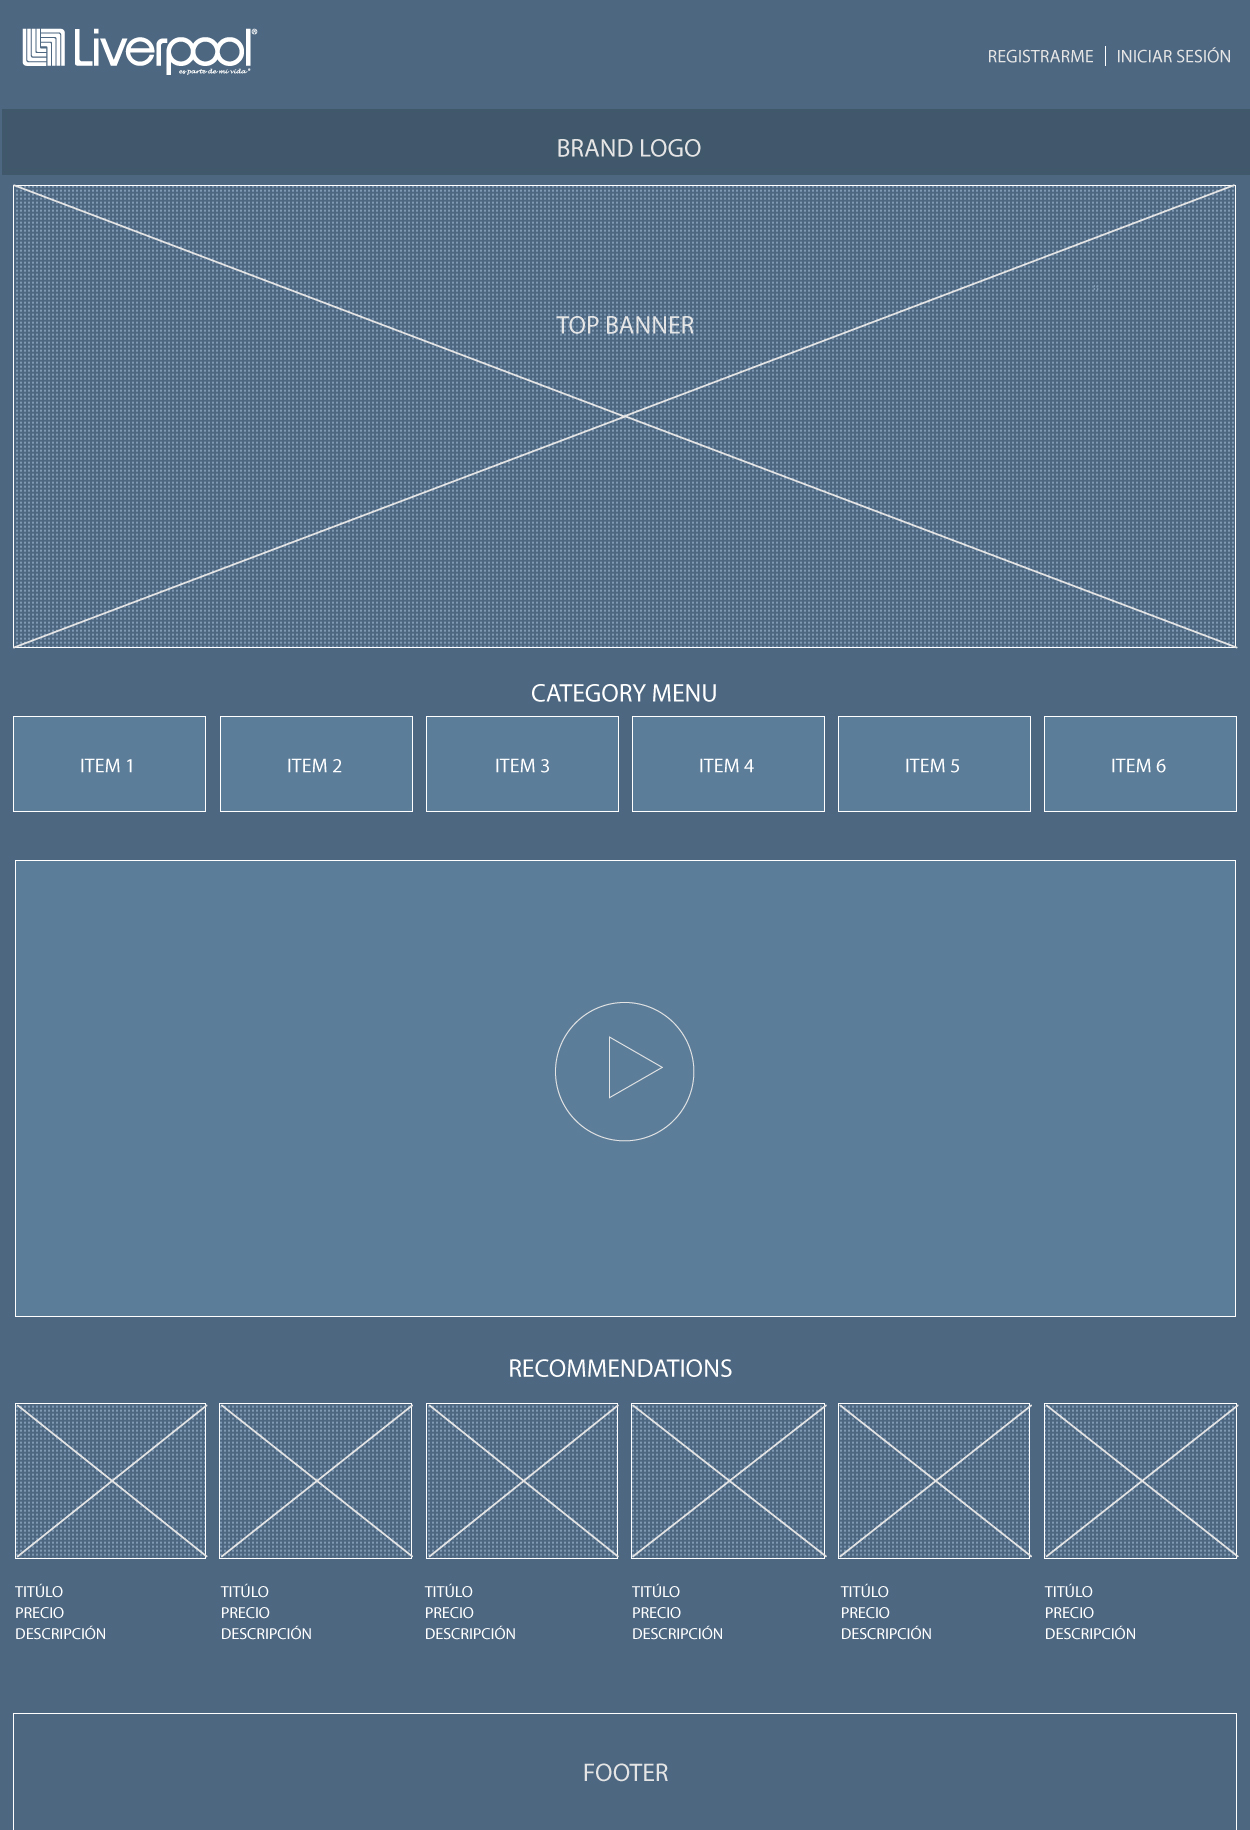 Liverpool®
es parte de mi vida®
REGISTRARME | INICIAR SESIÓN
BRAND LOGO
TOP BANNER
CATEGORY MENU
ITEM 1 ITEM 2 ITEM 3 ITEM 4 ITEM 5 ITEM 6
RECOMMENDATIONS
TITÚLO TITÚLO TITÚLO TITÚLO TITÚLO TITÚLO
PRECIO PRECIO PRECIO PRECIO PRECIO PRECIO
DESCRIPCIÓN DESCRIPCIÓN DESCRIPCIÓN DESCRIPCIÓN DESCRIPCIÓN DESCRIPCIÓN
FOOTER